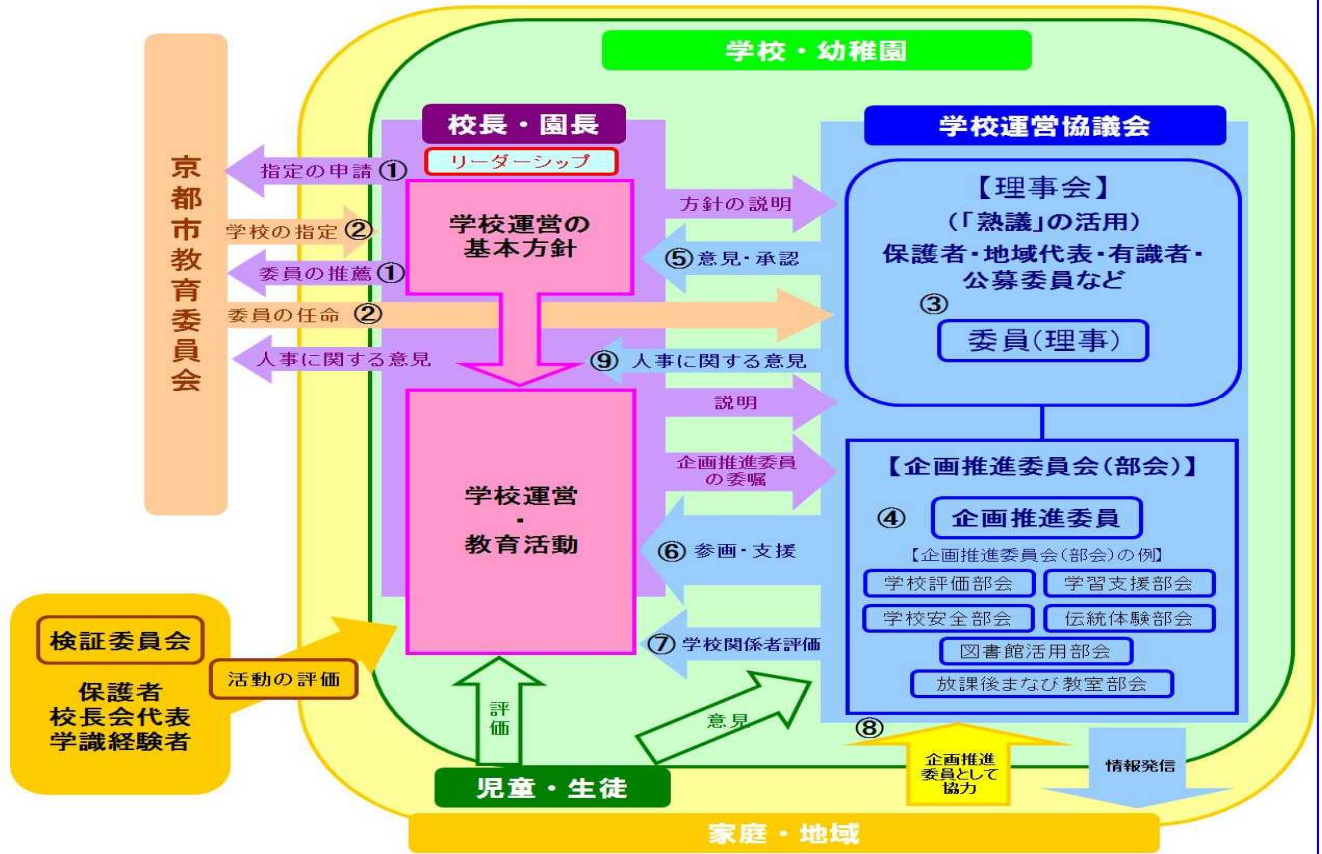 学校・幼稚園
校長・園長
リーダーシップ
学校運営協議会
京都市教育委員会
指定の申請①
学校の指定②
委員の推薦①
委員の任命 ②
人事に関する意見
学校運営の
基本方針
方針の説明
⑤意見・承認
⑨ 人事に関する意見
説明
企画推進委員
の委嘱
⑥ 参画・支援
⑦学校関係者評価
学校運営
・
教育活動
【理事会】
(「熟議」の活用)
保護者・地域代表・有識者・
公募委員など
③
委員(理事)
【企画推進委員会(部会)】
④ 企画推進委員
【企画推進委員会(部会)の例】
学校評価部会 学習支援部会
学校安全部会 伝統体験部会
図書館活用部会
放課後まなび教室部会
検証委員会
保護者
校長会代表
学識経験者
活動の評価
評価
意見
⑧
企画推進
委員として
協力
情報発信
児童・生徒
家庭・地域